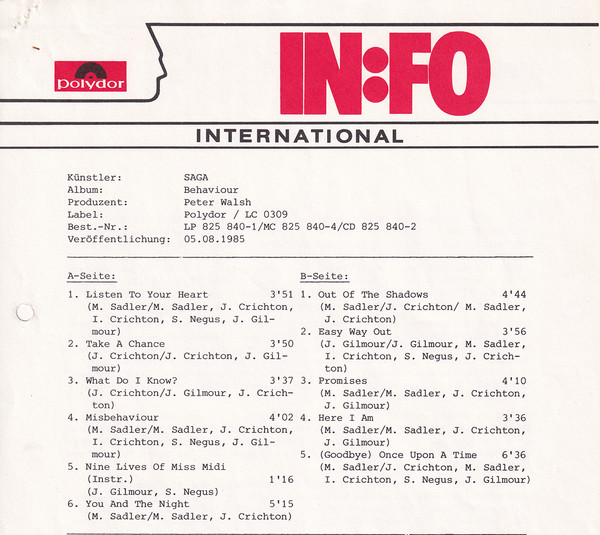 polydor
IN:FO
INTERNATIONAL
Künstler: SAGA
Album: Behaviour
Produzent: Peter Walsh
Label: Polydor / LC 0309
Best.-Nr.: LP 825 840-1/MC 825 840-4/CD 825 840-2
Veröffentlichung: 05.08.1985
A-Seite:
1. Listen To Your Heart 3'51
(M. Sadler/M. Sadler, J. Crichton,
I. Crichton, S. Negus, J. Gil-
mour)
2. Take A Chance 3'50
(J. Crichton/J. Crichton, J. Gil-
mour)
3. What Do I Know? 3'37
(J. Crichton/J. Gilmour, J. Crich-
ton)
4. Misbehaviour 4'02
(M. Sadler/M. Sadler, J. Crichton,
I. Crichton, S. Negus, J. Gil-
mour)
5. Nine Lives Of Miss Midi
(Instr.) 1'16
(J. Gilmour, S. Negus)
6. You And The Night 5'15
(M. Sadler/M. Sadler, J. Crichton)
B-Seite:
1. Out Of The Shadows 4'44
(M. Sadler/J. Crichton/ M. Sadler,
J. Crichton)
2. Easy Way Out 3'56
(J. Gilmour/J. Gilmour, M. Sadler,
I. Crichton, S. Negus, J. Crich-
ton)
3. Promises 4'10
(M. Sadler/M. Sadler, J. Crichton,
J. Gilmour)
4. Here I Am 3'36
(M. Sadler/M. Sadler, J. Crichton,
J. Gilmour)
5. (Goodbye) Once Upon A Time 6'36
(M. Sadler/J. Crichton, M. Sadler,
I. Crichton, S. Negus, J. Gilmour)